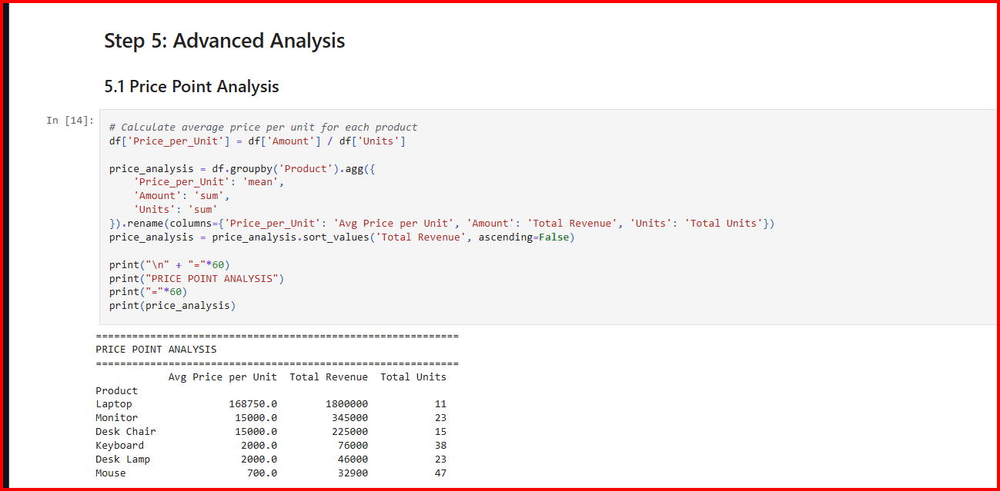 Step 5: Advanced Analysis
5.1 Price Point Analysis
In [14]:
# Calculate average price per unit for each product
df['Price_per_Unit'] = df['Amount'] / df['Units']
price_analysis = df.groupby('Product').agg({
    'Price_per_Unit': 'mean',
    'Amount': 'sum',
    'Units': 'sum'
}).rename(columns={'Price_per_Unit': 'Avg Price per Unit', 'Amount': 'Total Revenue', 'Units': 'Total Units'})
price_analysis = price_analysis.sort_values('Total Revenue', ascending=False)
print("\n" + "="*60)
print("PRICE POINT ANALYSIS")
print("="*60)
print(price_analysis)
============================================================
PRICE POINT ANALYSIS
============================================================
            Avg Price per Unit  Total Revenue  Total Units
Product
Laptop                168750.0        1800000           11
Monitor                15000.0         345000           23
Desk Chair             15000.0         225000           15
Keyboard                2000.0          76000           38
Desk Lamp               2000.0          46000           23
Mouse                    700.0          32900           47